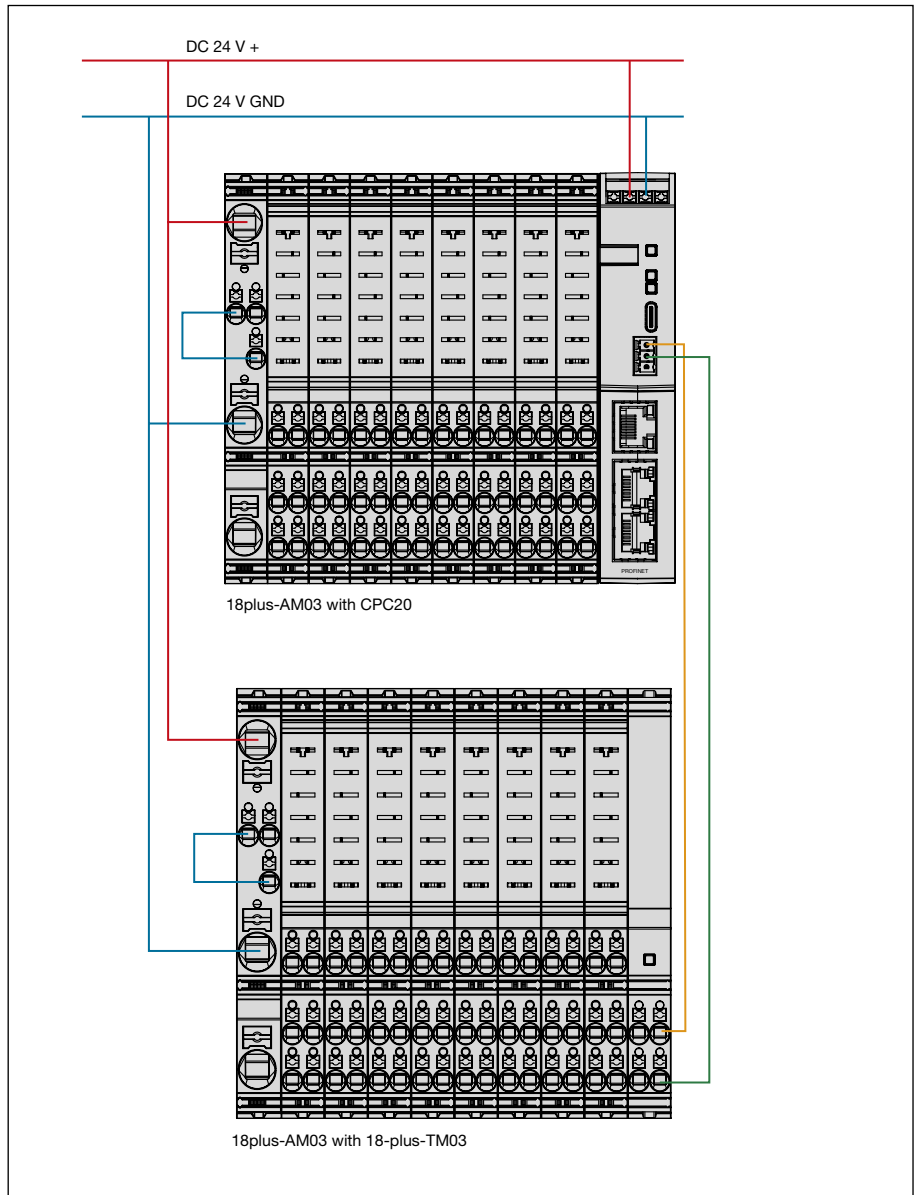 DC 24 V +
DC 24 V GND
PROFINET
18plus-AM03 with CPC20
18plus-AM03 with 18-plus-TM03